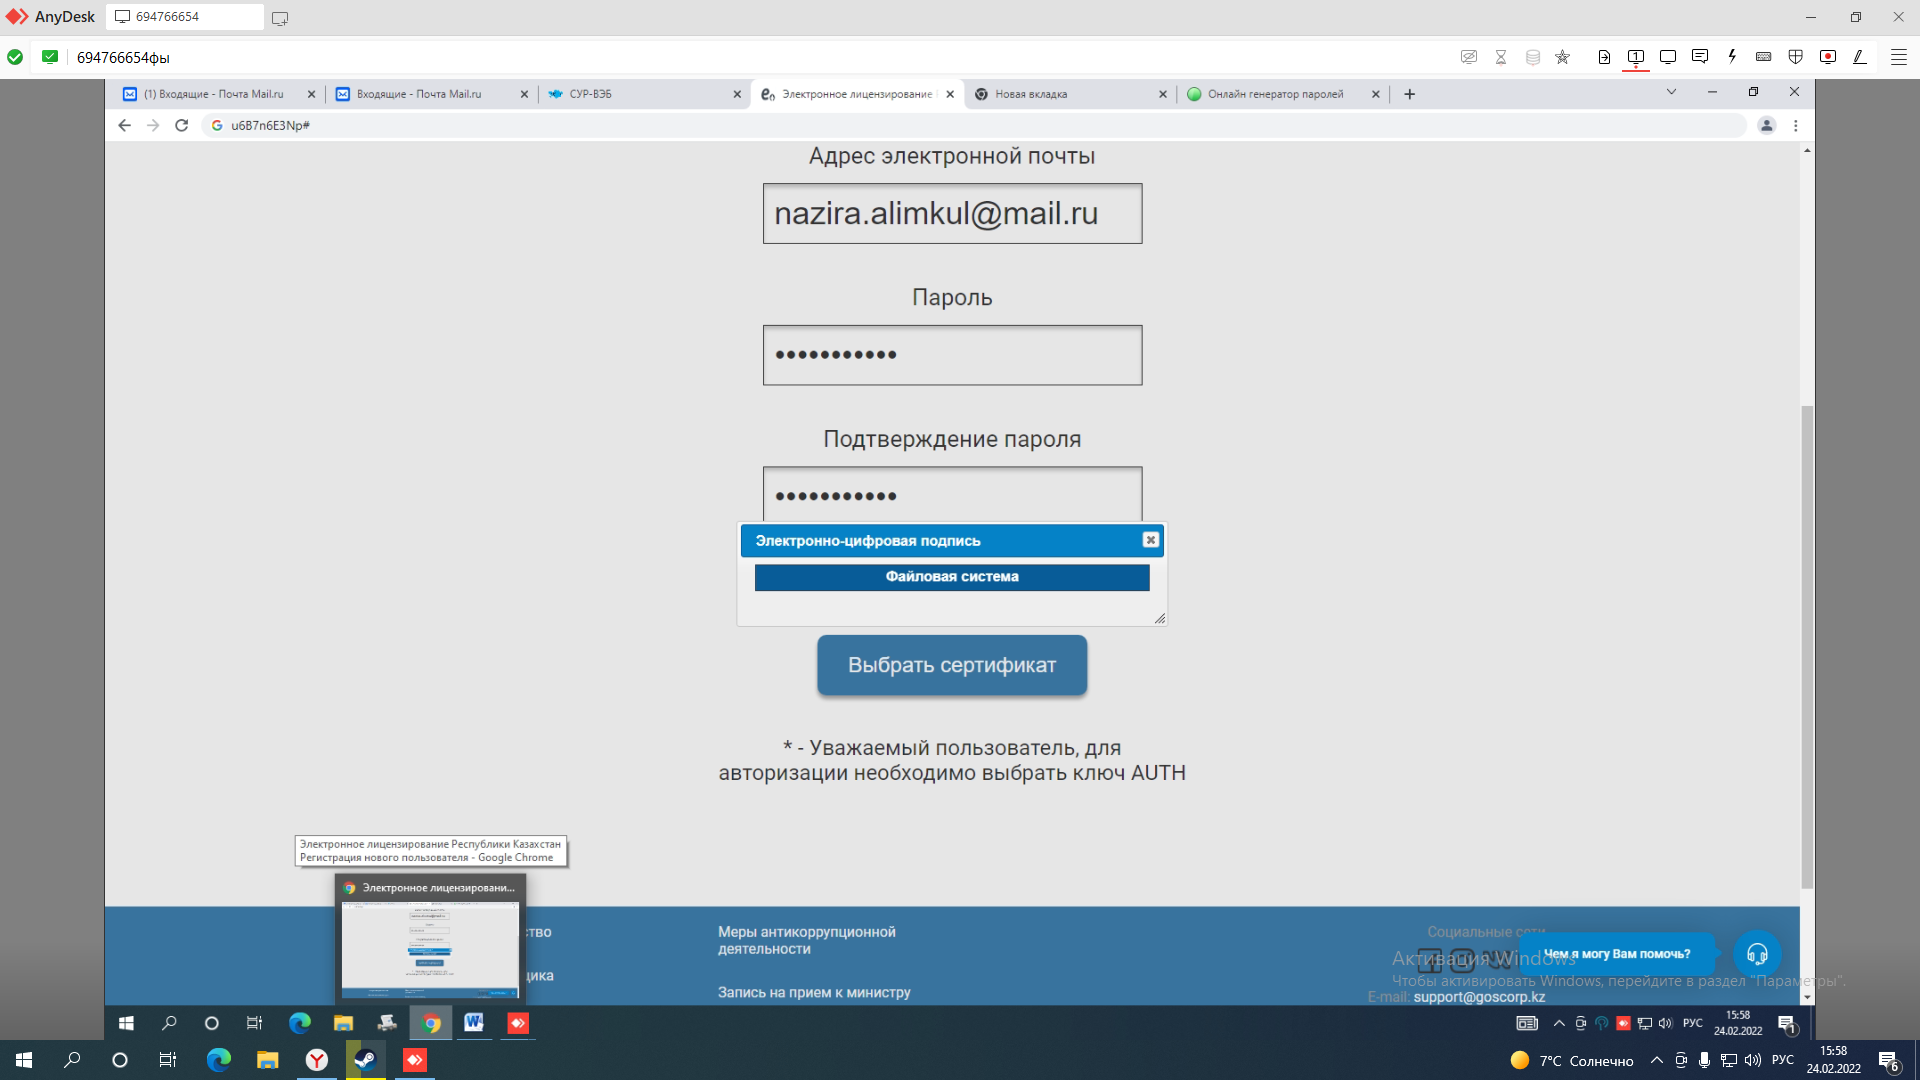 AnyDesk
694766654
694766654фы
(1) Входящие - Почта Mail.ru
Входящие - Почта Mail.ru
СУР-ВЭБ
Электронное лицензирование
Новая вкладка
Онлайн генератор паролей
u6B7n6E3Np#
Адрес электронной почты
nazira.alimkul@mail.ru
Пароль
Подтверждение пароля
Электронно-цифровая подпись
Файловая система
Выбрать сертификат
* - Уважаемый пользователь, для
авторизации необходимо выбрать ключ AUTH
Электронное лицензирование Республики Казахстан
Регистрация нового пользователя - Google Chrome
Электронное лицензировани...
ство
щика
Меры антикоррупционной
деятельности
Запись на прием к министру
Социальные сети
Чем я могу Вам помочь?
E-mail: support@goscorp.kz
Активация Windows
Чтобы активировать Windows, перейдите в раздел "Параметры".
РУС
15:58
24.02.2022
1
7°C Солнечно
РУС
15:58
24.02.2022
6